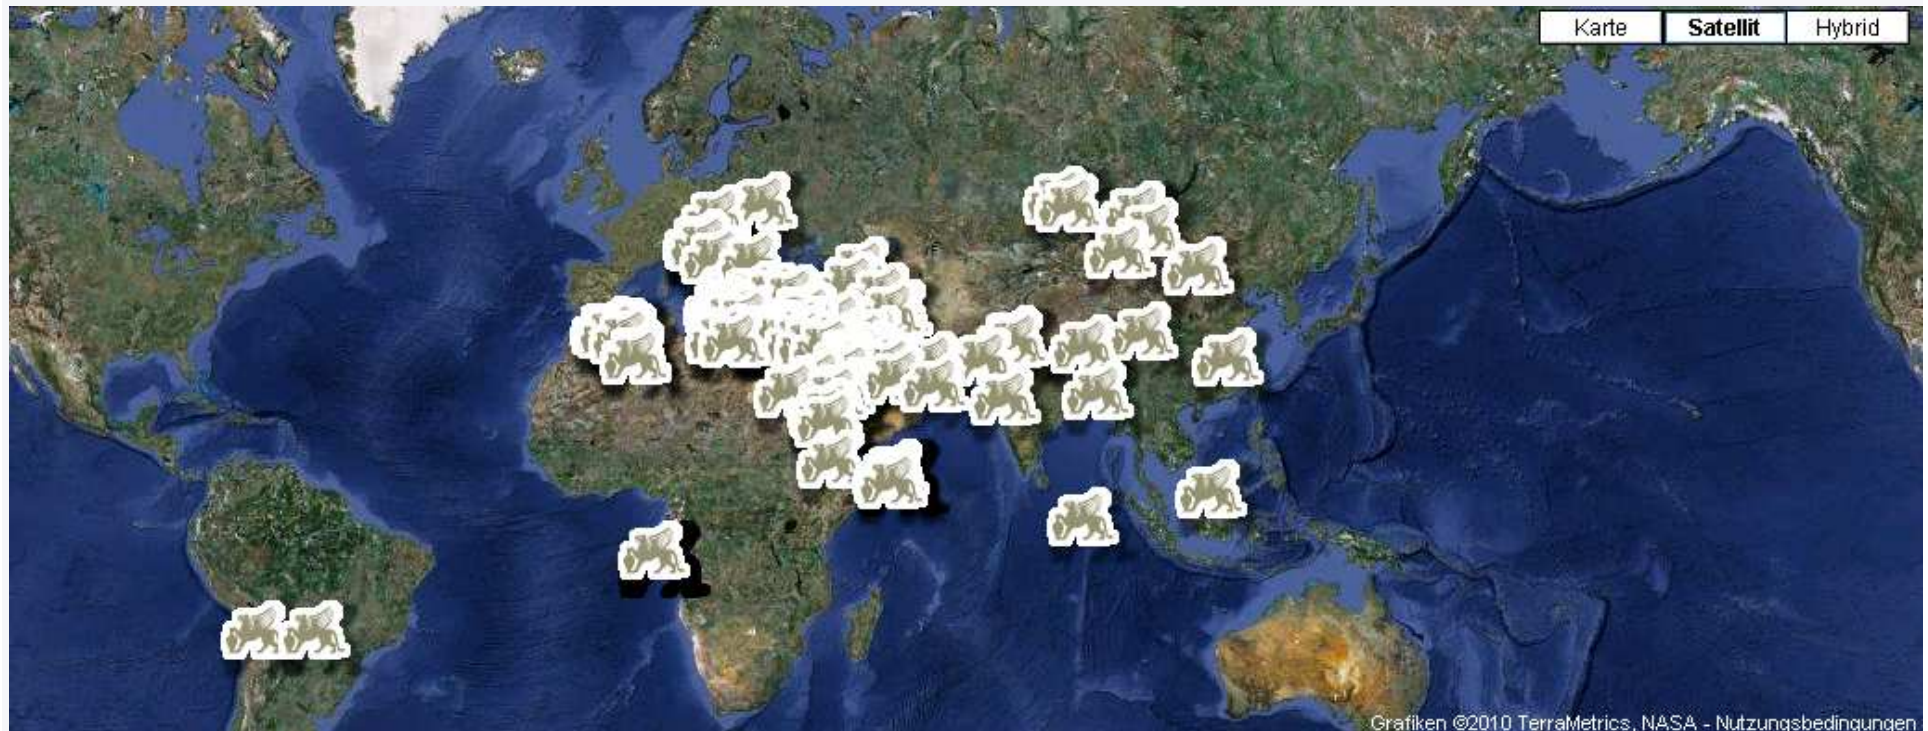 Karte Satellit Hybrid
Grafiken ©2010 TerraMetrics, NASA - Nutzungsbedingungen